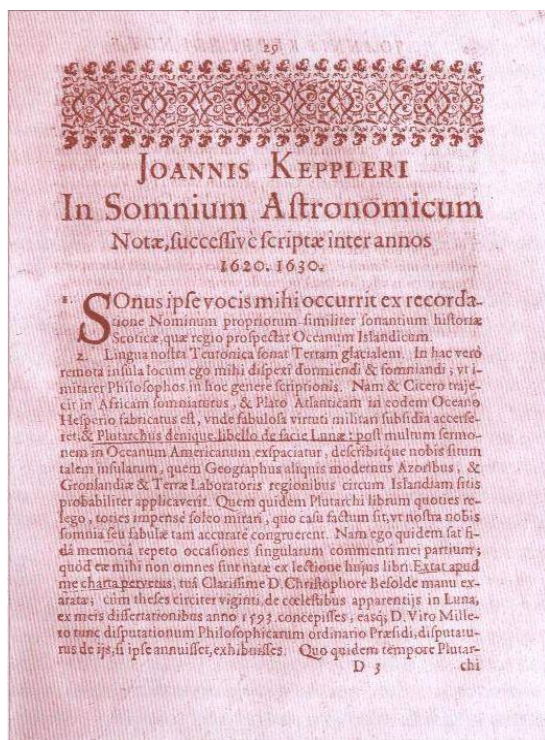 29
JOANNIS KEPPLERI
In Somnium Aſtronomicum
Notæ, ſucceſſivè ſcriptæ inter annos
1620. 1630.
1. SOnus ipſe vocis mihi occurrit ex recorda-
tione Nominum propriorum ſimiliter ſonantium hiſtoriæ
Scoticæ, quæ regio proſpectat Oceanum Iſlandicum.
2. Lingua noſtra Teutonica ſonat Terram glacialem. In hac verò
remota inſula locum ego mihi diſpexi dormiendi & ſomniandi; vt i-
mitarer Philoſophos in hoc genere ſcriptionis. Nam & Cicero traje-
cit in Africam ſomniaturus, & Plato Atlanticam in eodem Oceano
Heſperio fabricatus eſt, vnde fabuloſa virtuti militari ſubſidia accerſe-
ret; & Plutarchus denique, libello de facie Lunæ: poſt multum ſermo-
nem in Oceanum Americanum exſpaciatur, deſcribitque nobis ſitum
talem inſularum, quem Geographus aliquis modernus Azoribus, &
Gronlandiæ & Terræ Laboratoris regionibus circum Iſlandiam ſitis
probabiliter applicaverit. Quem quidem Plutarchi librum quoties re-
lego, toties impensè ſoleo mirari, quo caſu factum ſit, vt noſtra nobis
ſomnia ſeu fabulæ tam accuratè congruerent. Nam ego quidem ſat fi-
dâ memoriâ repeto occaſiones ſingularum commenti mei partium;
quòd eæ mihi non omnes ſint natæ ex lectione hujus libri. Extat apud
me charta pervetus, tuâ Clariſſime D. Chriſtophore Beſolde manu ex-
arata; cùm theſes circiter viginti, de cœleſtibus apparentijs in Luna,
ex meis diſſertationibus anno 1593. concepiſſes, easq; D. Vito Mille-
ro tunc diſputationum Philoſophicarum ordinario Præſidi, diſputatu-
rus de ijs, ſi ipſe annuiſſet, exhibuiſſes. Quo quidem tempore Plutar-
D 3 chi